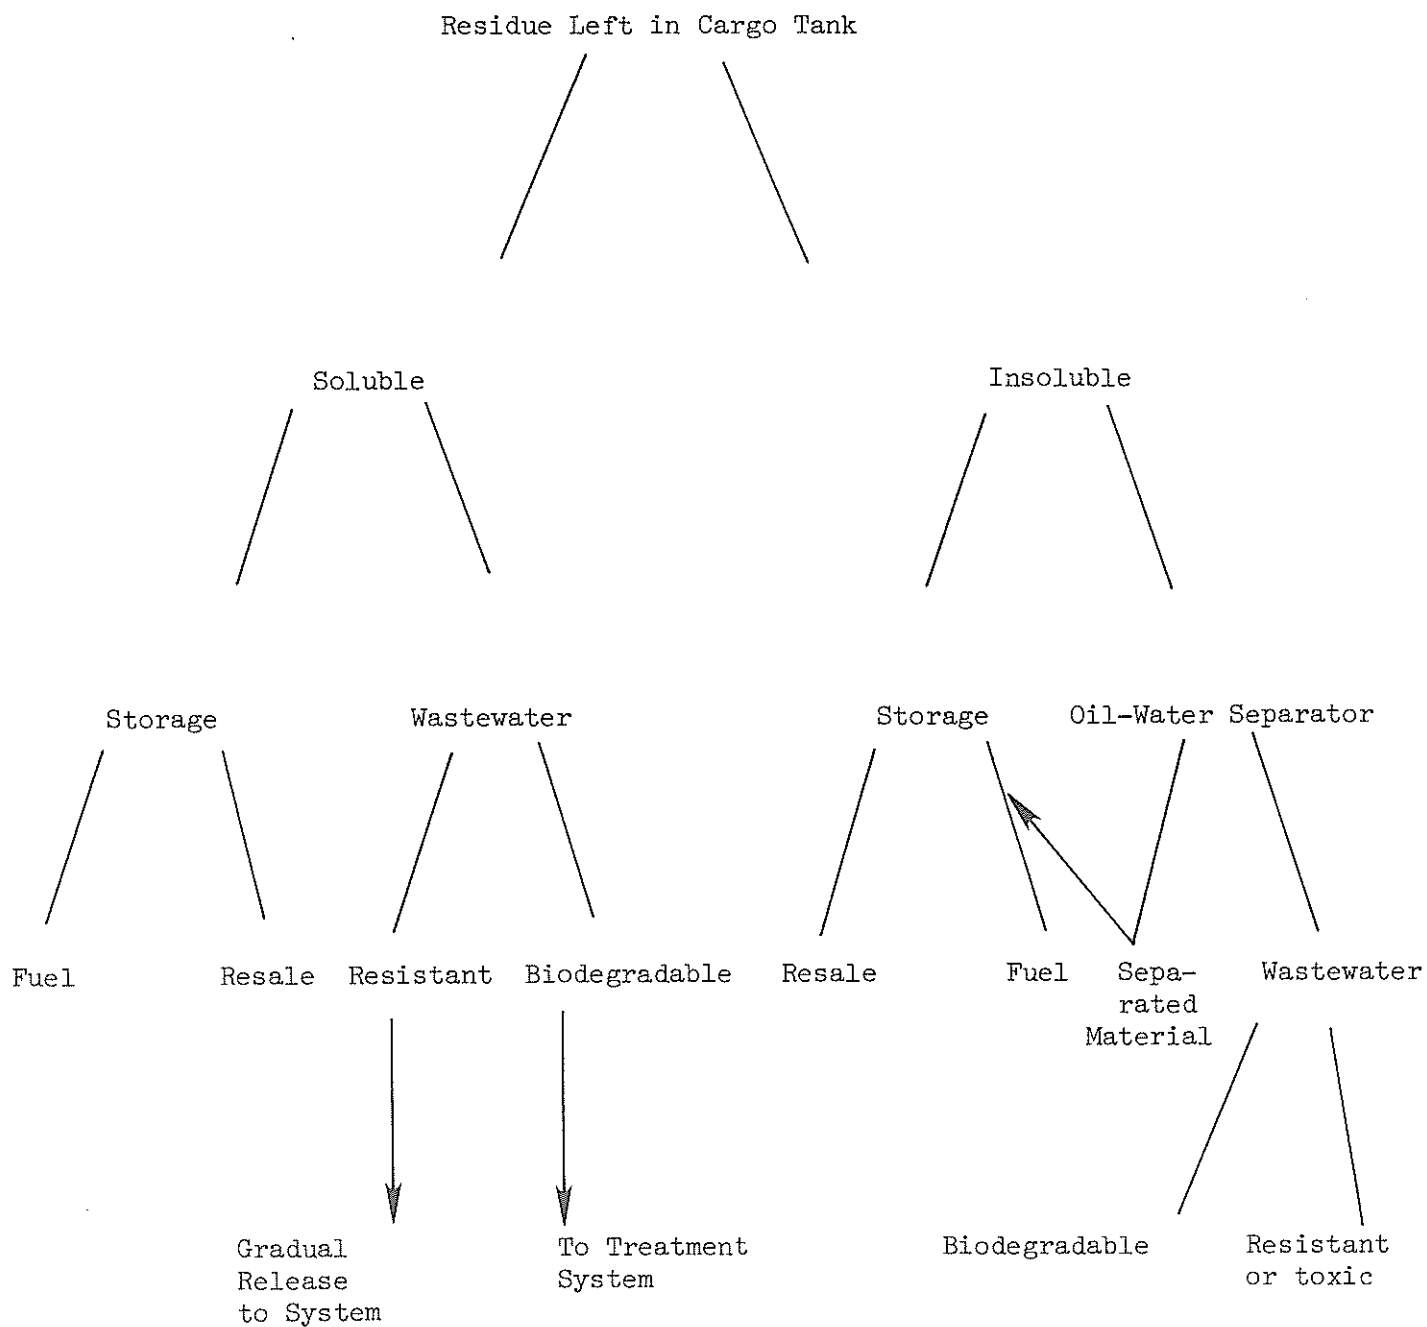 Residue Left in Cargo Tank
Soluble
Insoluble
Storage
Wastewater
Storage
Oil-Water Separator
Fuel
Resale
Resistant
Biodegradable
Resale
Fuel
Sepa-
rated
Material
Wastewater
Gradual
Release
to System
To Treatment
System
Biodegradable
Resistant
or toxic